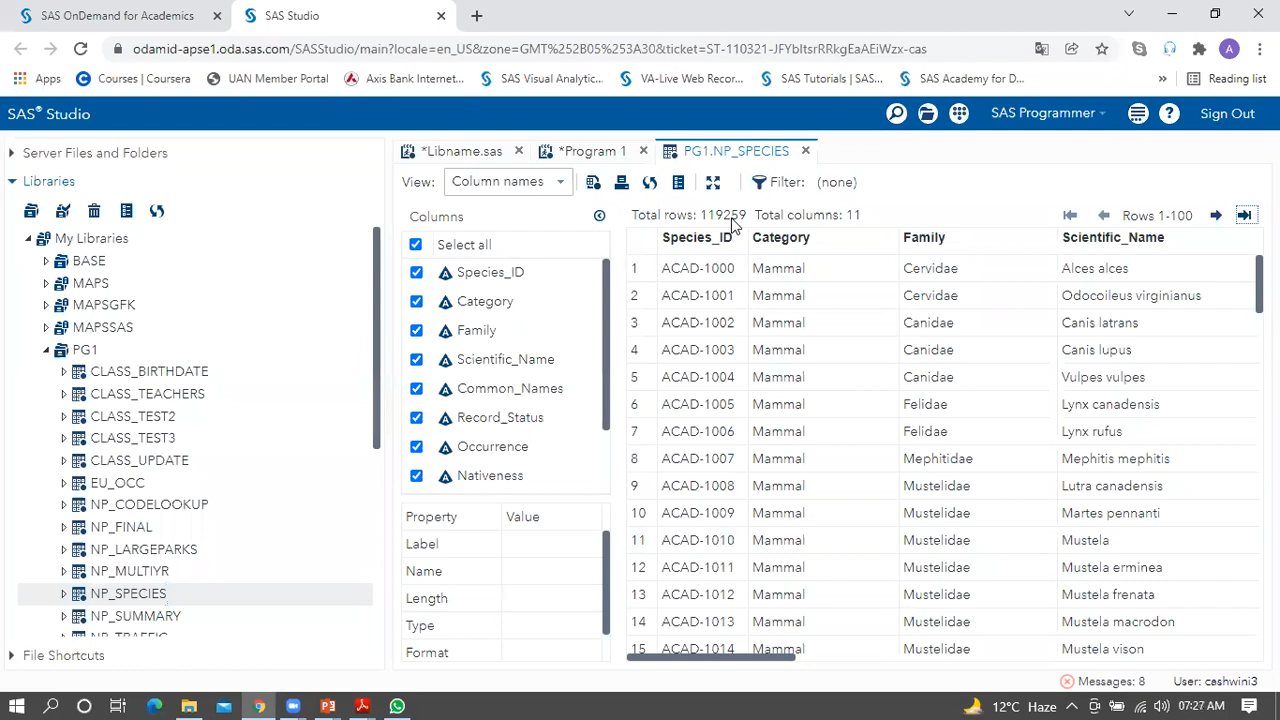 SAS OnDemand for Academics
SAS Studio
odamid-apse1.oda.sas.com/SASStudio/main?locale=en_US&zone=GMT%252B05%253A30&ticket=ST-110321-JFYbItsrRRkgEaAEiWzx-cas
A
Apps
Courses | Coursera
UAN Member Portal
Axis Bank Internet...
SAS Visual Analytic...
VA-Live Web Recor...
SAS Tutorials | SAS...
SAS Academy for D...
»
Reading list
SAS® Studio
SAS Programmer
Sign Out
Server Files and Folders
Libraries
My Libraries
BASE
MAPS
MAPSGFK
MAPSSAS
PG1
CLASS_BIRTHDATE
CLASS_TEACHERS
CLASS_TEST2
CLASS_TEST3
CLASS_UPDATE
EU_OCC
NP_CODELOOKUP
NP_FINAL
NP_LARGEPARKS
NP_MULTIYR
NP_SPECIES
NP_SUMMARY
NP_TRAFFIC
File Shortcuts
*Libname.sas
*Program 1
PG1.NP_SPECIES
View: Column names
Filter: (none)
Columns
Total rows: 119259 Total columns: 11
Rows 1-100
Select all
Species_ID
Category
Family
Scientific_Name
Common_Names
Record_Status
Occurrence
Nativeness
Property Value
Label
Name
Length
Type
Format
Species_ID Category Family Scientific_Name
1 ACAD-1000 Mammal Cervidae Alces alces
2 ACAD-1001 Mammal Cervidae Odocoileus virginianus
3 ACAD-1002 Mammal Canidae Canis latrans
4 ACAD-1003 Mammal Canidae Canis lupus
5 ACAD-1004 Mammal Canidae Vulpes vulpes
6 ACAD-1005 Mammal Felidae Lynx canadensis
7 ACAD-1006 Mammal Felidae Lynx rufus
8 ACAD-1007 Mammal Mephitidae Mephitis mephitis
9 ACAD-1008 Mammal Mustelidae Lutra canadensis
10 ACAD-1009 Mammal Mustelidae Martes pennanti
11 ACAD-1010 Mammal Mustelidae Mustela
12 ACAD-1011 Mammal Mustelidae Mustela erminea
13 ACAD-1012 Mammal Mustelidae Mustela frenata
14 ACAD-1013 Mammal Mustelidae Mustela macrodon
15 ACAD-1014 Mammal Mustelidae Mustela vison
Messages: 8
User: cashwini3
12°C Haze
07:27 AM